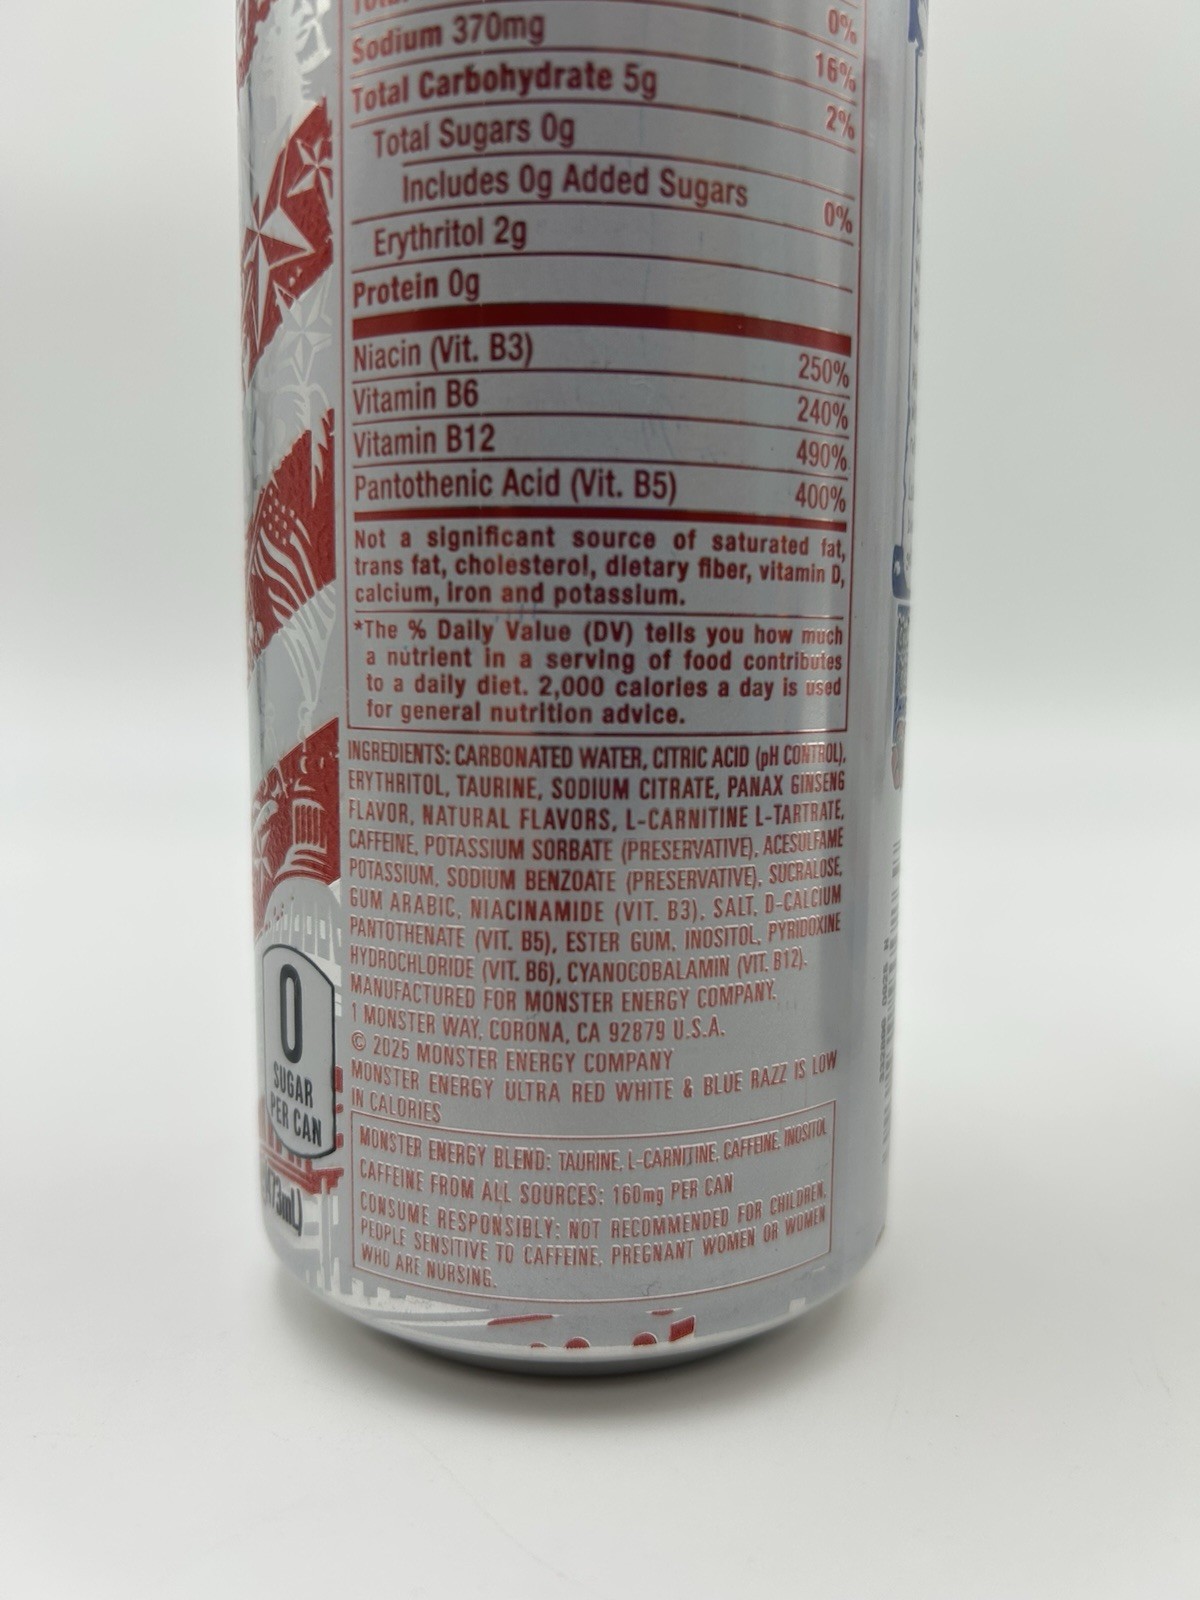 0%
Sodium 370mg 16%
Total Carbohydrate 5g 2%
Total Sugars 0g
Includes 0g Added Sugars 0%
Erythritol 2g
Protein 0g
Niacin (Vit. B3) 250%
Vitamin B6 240%
Vitamin B12 490%
Pantothenic Acid (Vit. B5) 400%
Not a significant source of saturated fat,
trans fat, cholesterol, dietary fiber, vitamin D,
calcium, iron and potassium.
*The % Daily Value (DV) tells you how much
a nutrient in a serving of food contributes
to a daily diet. 2,000 calories a day is used
for general nutrition advice.
INGREDIENTS: CARBONATED WATER, CITRIC ACID (pH CONTROL),
ERYTHRITOL, TAURINE, SODIUM CITRATE, PANAX GINSENG
FLAVOR, NATURAL FLAVORS, L-CARNITINE L-TARTRATE,
CAFFEINE, POTASSIUM SORBATE (PRESERVATIVE), ACESULFAME
POTASSIUM, SODIUM BENZOATE (PRESERVATIVE), SUCRALOSE,
GUM ARABIC, NIACINAMIDE (VIT. B3), SALT, D-CALCIUM
PANTOTHENATE (VIT. B5), ESTER GUM, INOSITOL, PYRIDOXINE
HYDROCHLORIDE (VIT. B6), CYANOCOBALAMIN (VIT. B12).
MANUFACTURED FOR MONSTER ENERGY COMPANY.
1 MONSTER WAY, CORONA, CA 92879 U.S.A.
© 2025 MONSTER ENERGY COMPANY
MONSTER ENERGY ULTRA RED WHITE & BLUE RAZZ IS LOW
IN CALORIES
MONSTER ENERGY BLEND: TAURINE, L-CARNITINE, CAFFEINE, INOSITOL
CAFFEINE FROM ALL SOURCES: 160mg PER CAN
CONSUME RESPONSIBLY: NOT RECOMMENDED FOR CHILDREN,
PEOPLE SENSITIVE TO CAFFEINE, PREGNANT WOMEN OR WOMEN
WHO ARE NURSING.
0
SUGAR
PER CAN